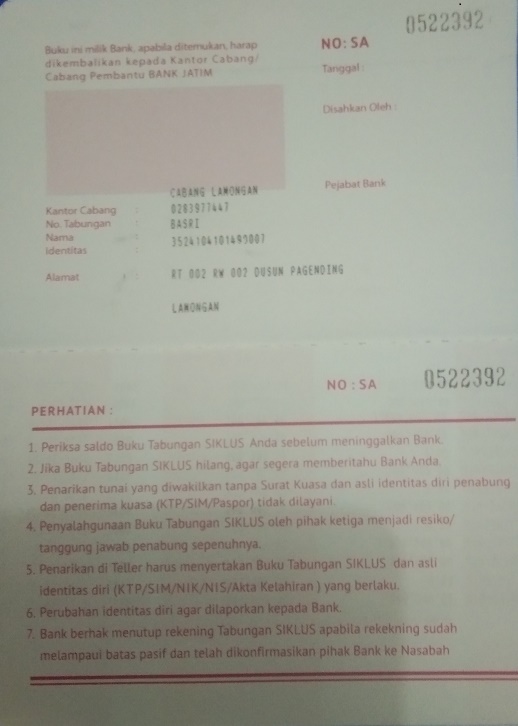 0522392
Buku ini milik Bank, apabila ditemukan, harap
dikembalikan kepada Kantor Cabang/
Cabang Pembantu BANK JATIM
NO: SA
Tanggal :
Disahkan Oleh :
Pejabat Bank
CABANG LAMONGAN
Kantor Cabang : 0263977447
No. Tabungan : BASRI
Nama : 3524104101493007
Identitas :
Alamat : RT 002 RW 002 DUSUN PAGENDING
LAMONGAN
NO : SA 0522392
PERHATIAN :
1. Periksa saldo Buku Tabungan SIKLUS Anda sebelum meninggalkan Bank.
2. Jika Buku Tabungan SIKLUS hilang, agar segera memberitahu Bank Anda.
3. Penarikan tunai yang diwakilkan tanpa Surat Kuasa dan asli identitas diri penabung
dan penerima kuasa (KTP/SIM/Paspor) tidak dilayani.
4. Penyalahgunaan Buku Tabungan SIKLUS oleh pihak ketiga menjadi resiko/
tanggung jawab penabung sepenuhnya.
5. Penarikan di Teller harus menyertakan Buku Tabungan SIKLUS dan asli
identitas diri (KTP/SIM/NIK/NIS/Akta Kelahiran ) yang berlaku.
6. Perubahan identitas diri agar dilaporkan kepada Bank.
7. Bank berhak menutup rekening Tabungan SIKLUS apabila rekekning sudah
melampaui batas pasif dan telah dikonfirmasikan pihak Bank ke Nasabah